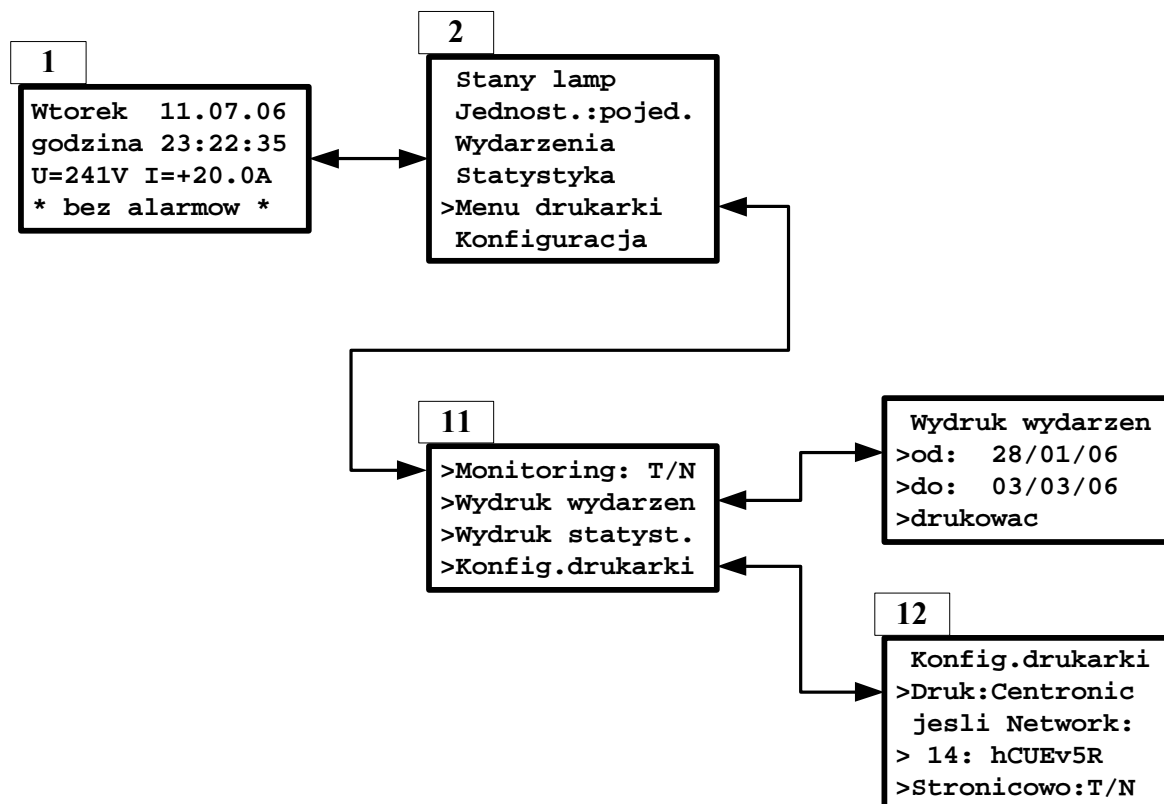 1
Wtorek 11.07.06
godzina 23:22:35
U=241V I=+20.0A
* bez alarmow *
2
Stany lamp
Jednost.:pojed.
Wydarzenia
Statystyka
>Menu drukarki
Konfiguracja
11
>Monitoring: T/N
>Wydruk wydarzen
>Wydruk statyst.
>Konfig.drukarki
Wydruk wydarzen
>od: 28/01/06
>do: 03/03/06
>drukowac
12
Konfig.drukarki
>Druk:Centronic
jesli Network:
> 14: hCUEv5R
>Stronicowo:T/N